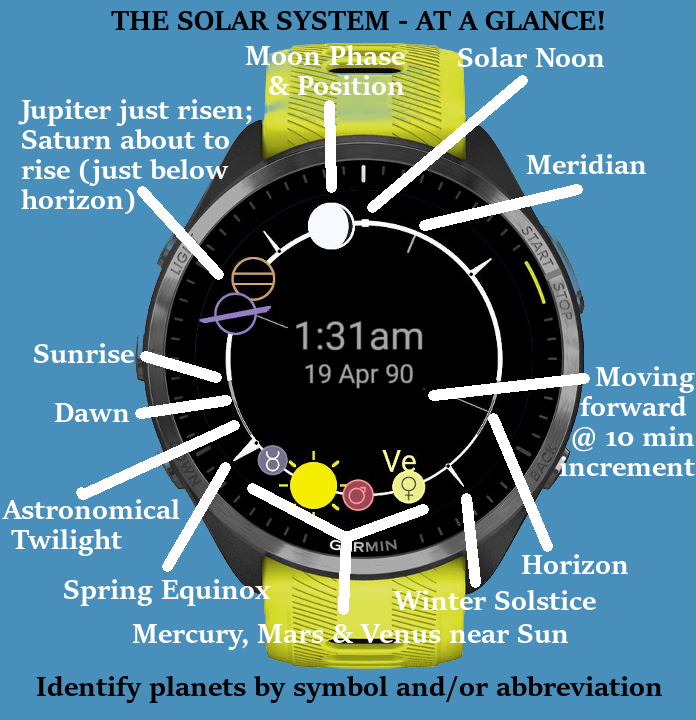 THE SOLAR SYSTEM - AT A GLANCE!
Moon Phase
& Position
Solar Noon
Jupiter just risen;
Saturn about to
rise (just below
horizon)
Meridian
LIG
START
STOP
1:31am
19 Apr 90
Sunrise
Dawn
Moving
forward
@ 10 min
increment
Ve
BACK
WN
Astronomical
Twilight
GARMIN
Spring Equinox
Horizon
Winter Solstice
Mercury, Mars & Venus near Sun
Identify planets by symbol and/or abbreviation